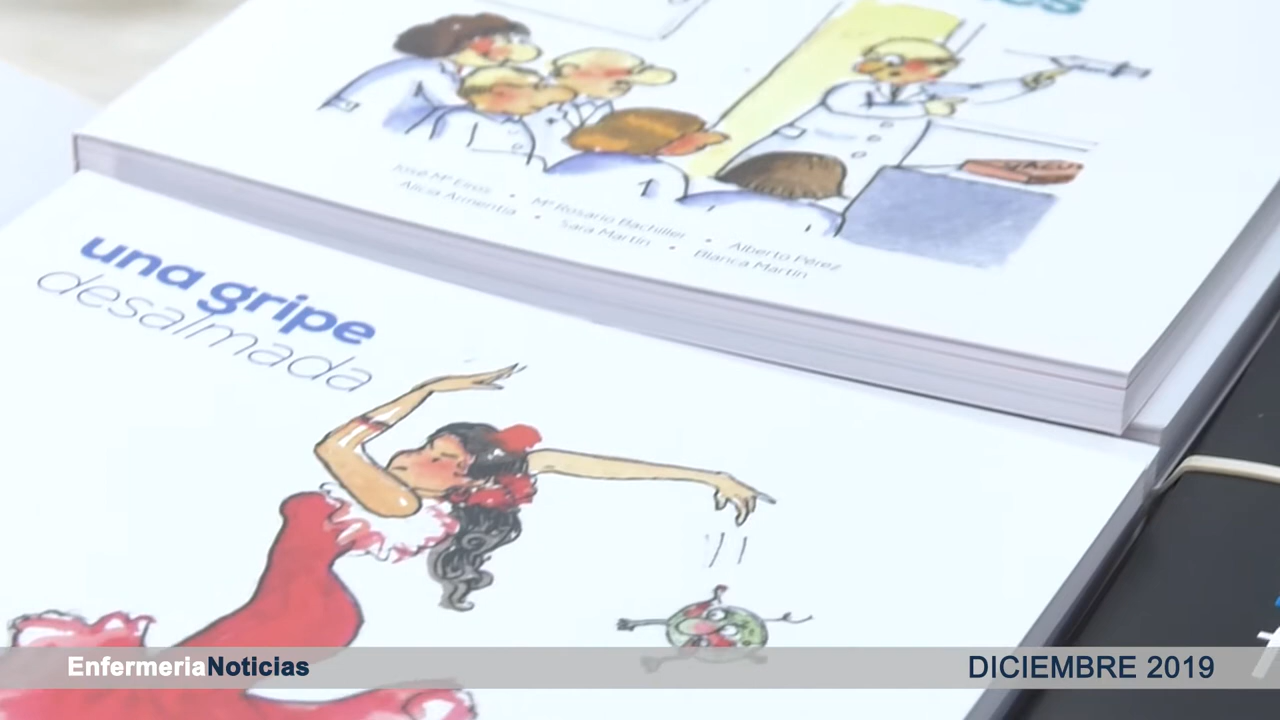 José Mª Eiros • Mª Rosario Bachiller • Alberto Pérez
Alicia Armentia • Sara Martín • Blanca Martín
una gripe
desalmada
EnfermeriaNoticias
DICIEMBRE 2019